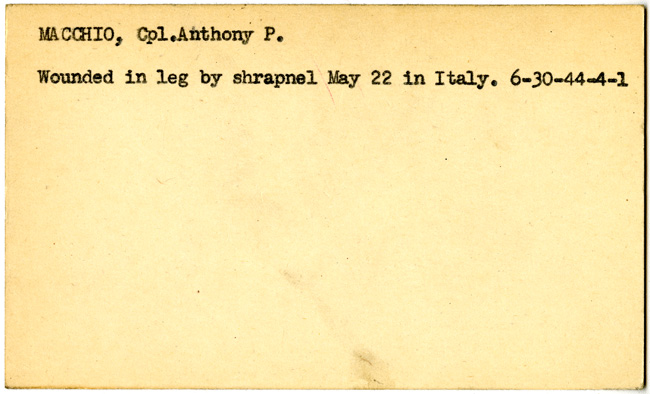 MACCHIO, Cpl.Anthony P.
Wounded in leg by shrapnel May 22 in Italy. 6-30-44-4-1